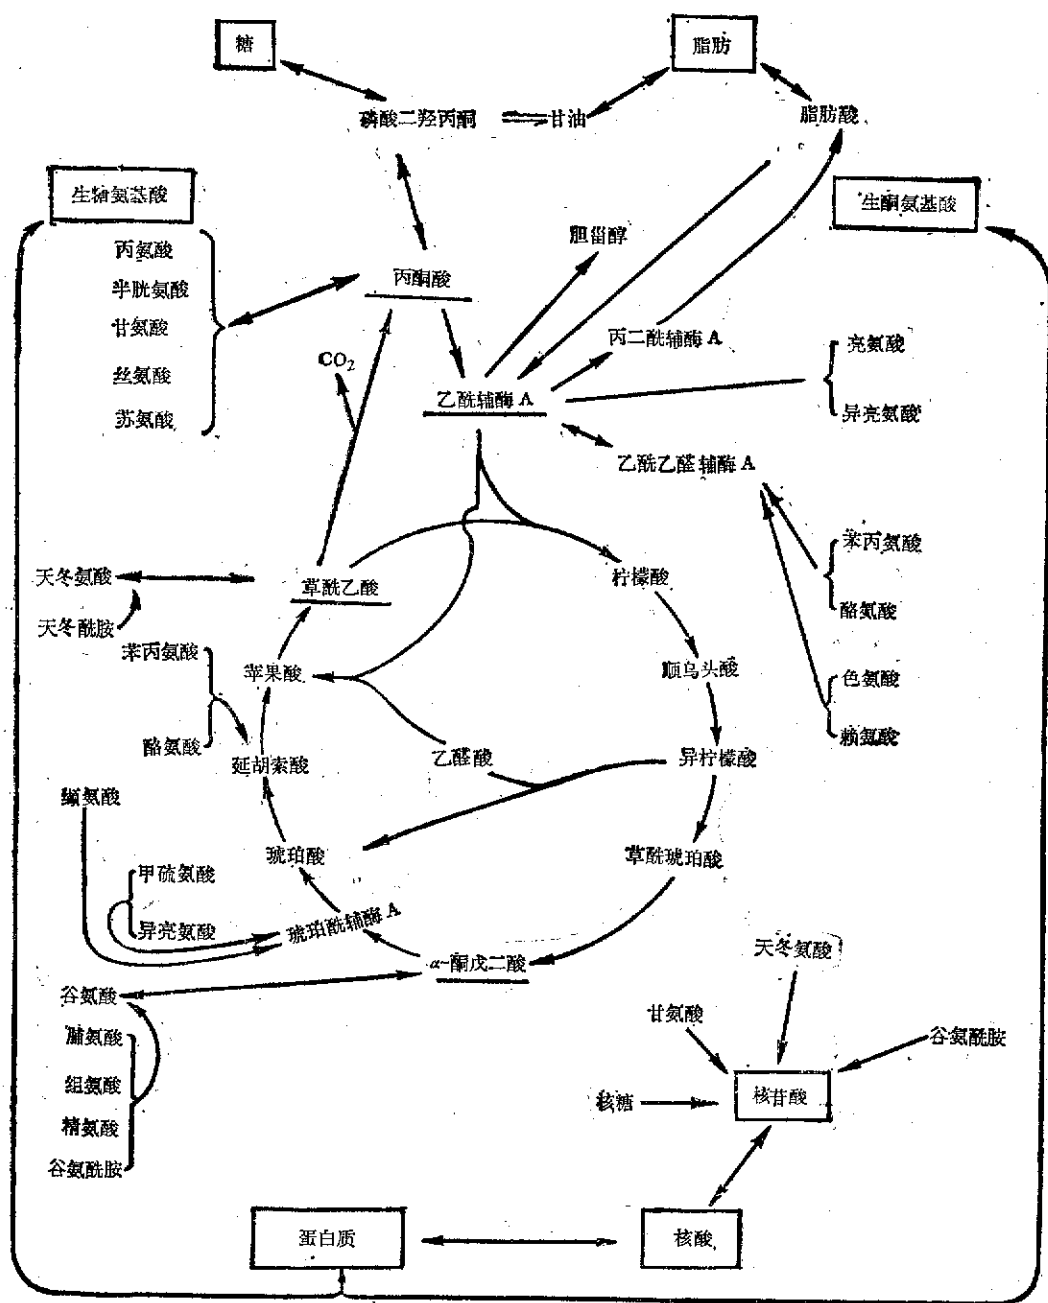 糖
脂肪
磷酸二羟丙酮
甘油
脂肪酸
生糖氨基酸
生酮氨基酸
丙氨酸
半胱氨酸
甘氨酸
丝氨酸
苏氨酸
丙酮酸
胆甾醇
CO₂
丙二酰辅酶 A
乙酰辅酶 A
亮氨酸
异亮氨酸
乙酰乙醛辅酶 A
苯丙氨酸
酪氨酸
色氨酸
赖氨酸
天冬氨酸
天冬酰胺
草酰乙酸
柠檬酸
苯丙氨酸
酪氨酸
苹果酸
顺乌头酸
延胡索酸
乙醛酸
异柠檬酸
缬氨酸
琥珀酸
草酰琥珀酸
甲硫氨酸
异亮氨酸
琥珀酰辅酶 A
α-酮戊二酸
谷氨酸
脯氨酸
组氨酸
精氨酸
谷氨酰胺
天冬氨酸
甘氨酸
谷氨酰胺
核糖
核苷酸
蛋白质
核酸